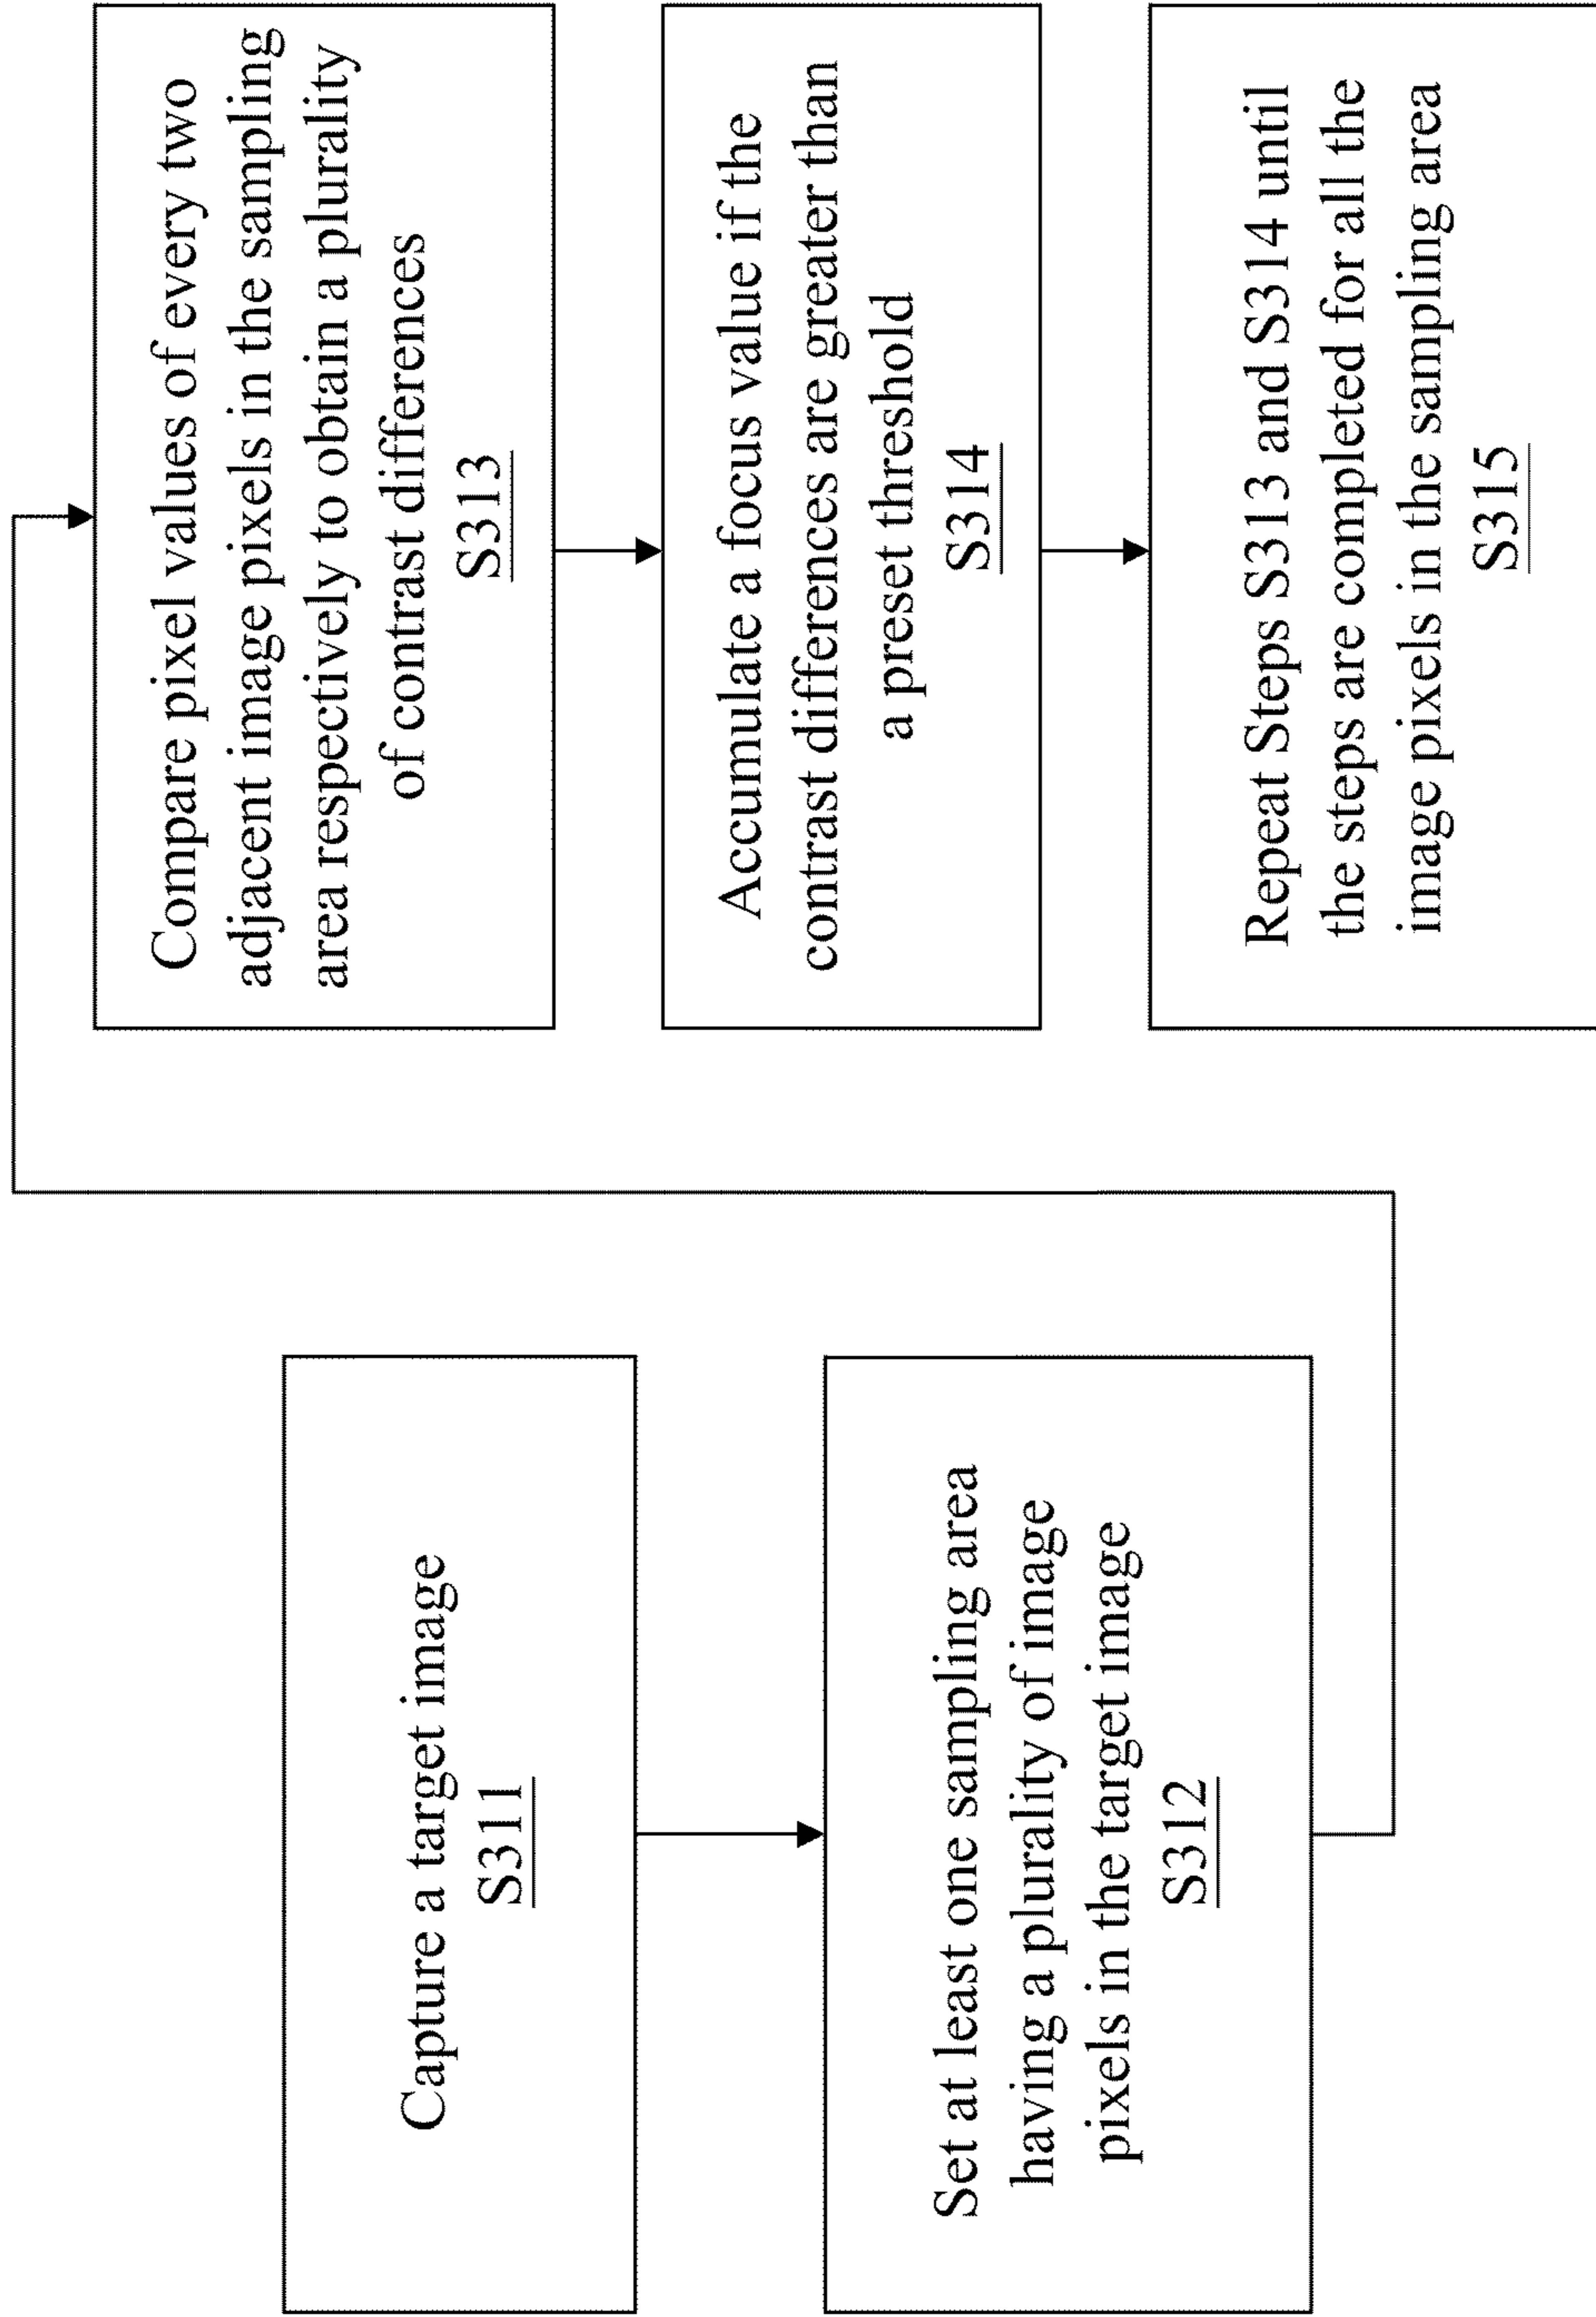 Capture a target image
S311
Set at least one sampling area
having a plurality of image
pixels in the target image
S312
Compare pixel values of every two
adjacent image pixels in the sampling
area respectively to obtain a plurality
of contrast differences
S313
Accumulate a focus value if the
contrast differences are greater than
a preset threshold
S314
Repeat Steps S313 and S314 until
the steps are completed for all the
image pixels in the sampling area
S315